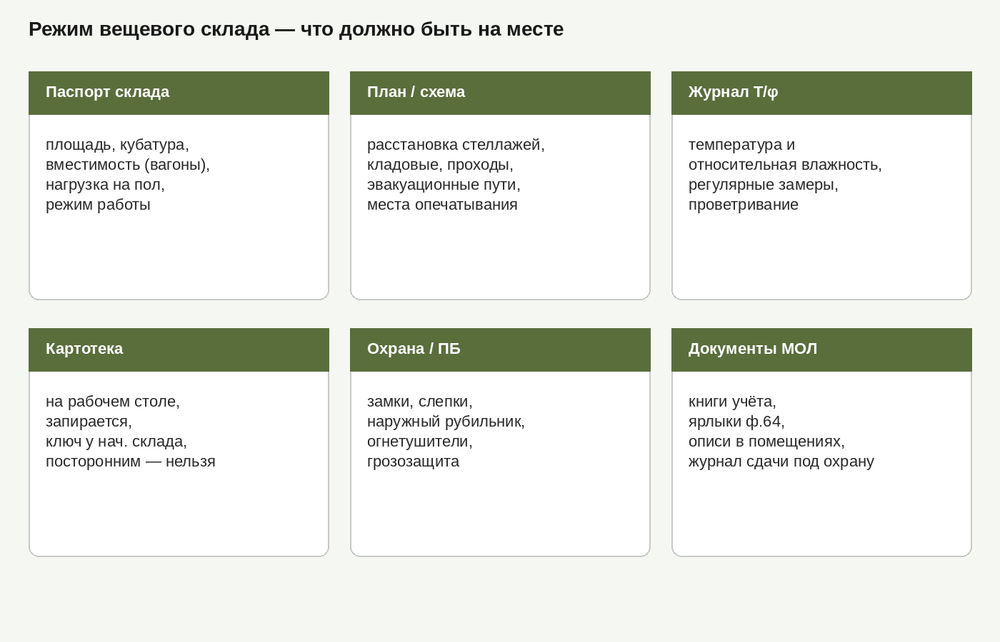 Режим вещевого склада — что должно быть на месте
Паспорт склада
площадь, кубатура,
вместимость (вагоны),
нагрузка на пол,
режим работы
План / схема
расстановка стеллажей,
кладовые, проходы,
эвакуационные пути,
места опечатывания
Журнал Т/φ
температура и
относительная влажность,
регулярные замеры,
проветривание
Картотека
на рабочем столе,
запирается,
ключ у нач. склада,
посторонним — нельзя
Охрана / ПБ
замки, слепки,
наружный рубильник,
огнетушители,
грозозащита
Документы МОЛ
книги учёта,
ярлыки ф.64,
описи в помещениях,
журнал сдачи под охрану